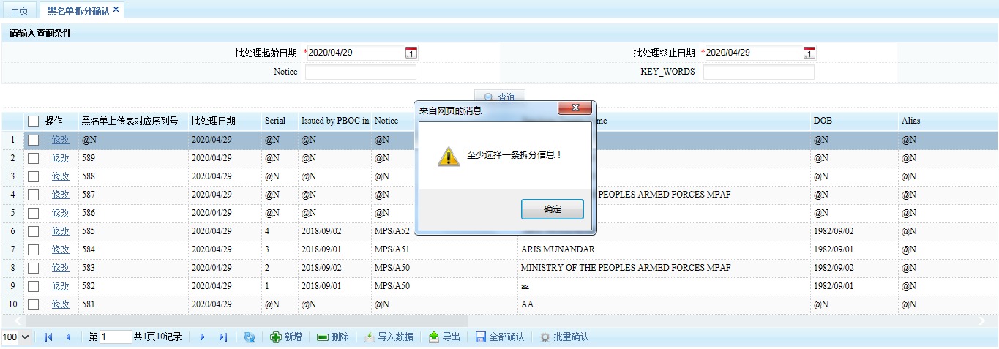 主页 黑名单拆分确认 ×
请输入查询条件
批处理起始日期 *2020/04/29 1 批处理终止日期 *2020/04/29 1
Notice KEY_WORDS
查询
来自网页的消息
至少选择一条拆分信息！
确定
操作 黑名单上传表对应序列号 批处理日期 Serial Issued by PBOC in Notice me DOB Alias
1 修改 @N 2020/04/29 @N @N @N @N @N
2 修改 589 2020/04/29 @N @N @N @N @N
3 修改 588 2020/04/29 @N @N @N @N @N
4 修改 587 2020/04/29 @N @N @N PEOPLES ARMED FORCES MPAF @N @N
5 修改 586 2020/04/29 @N @N @N @N @N
6 修改 585 2020/04/29 4 2018/09/02 MPS/A52 1982/09/02 @N
7 修改 584 2020/04/29 3 2018/09/01 MPS/A51 ARIS MUNANDAR 1982/09/01 @N
8 修改 583 2020/04/29 2 2018/09/02 MPS/A50 MINISTRY OF THE PEOPLES ARMED FORCES MPAF 1982/09/02 @N
9 修改 582 2020/04/29 1 2018/09/01 MPS/A50 aa 1982/09/01 @N
10 修改 581 2020/04/29 @N @N @N AA @N @N
100 第 1 共1页10记录 新增 删除 导入数据 导出 全部确认 批量确认